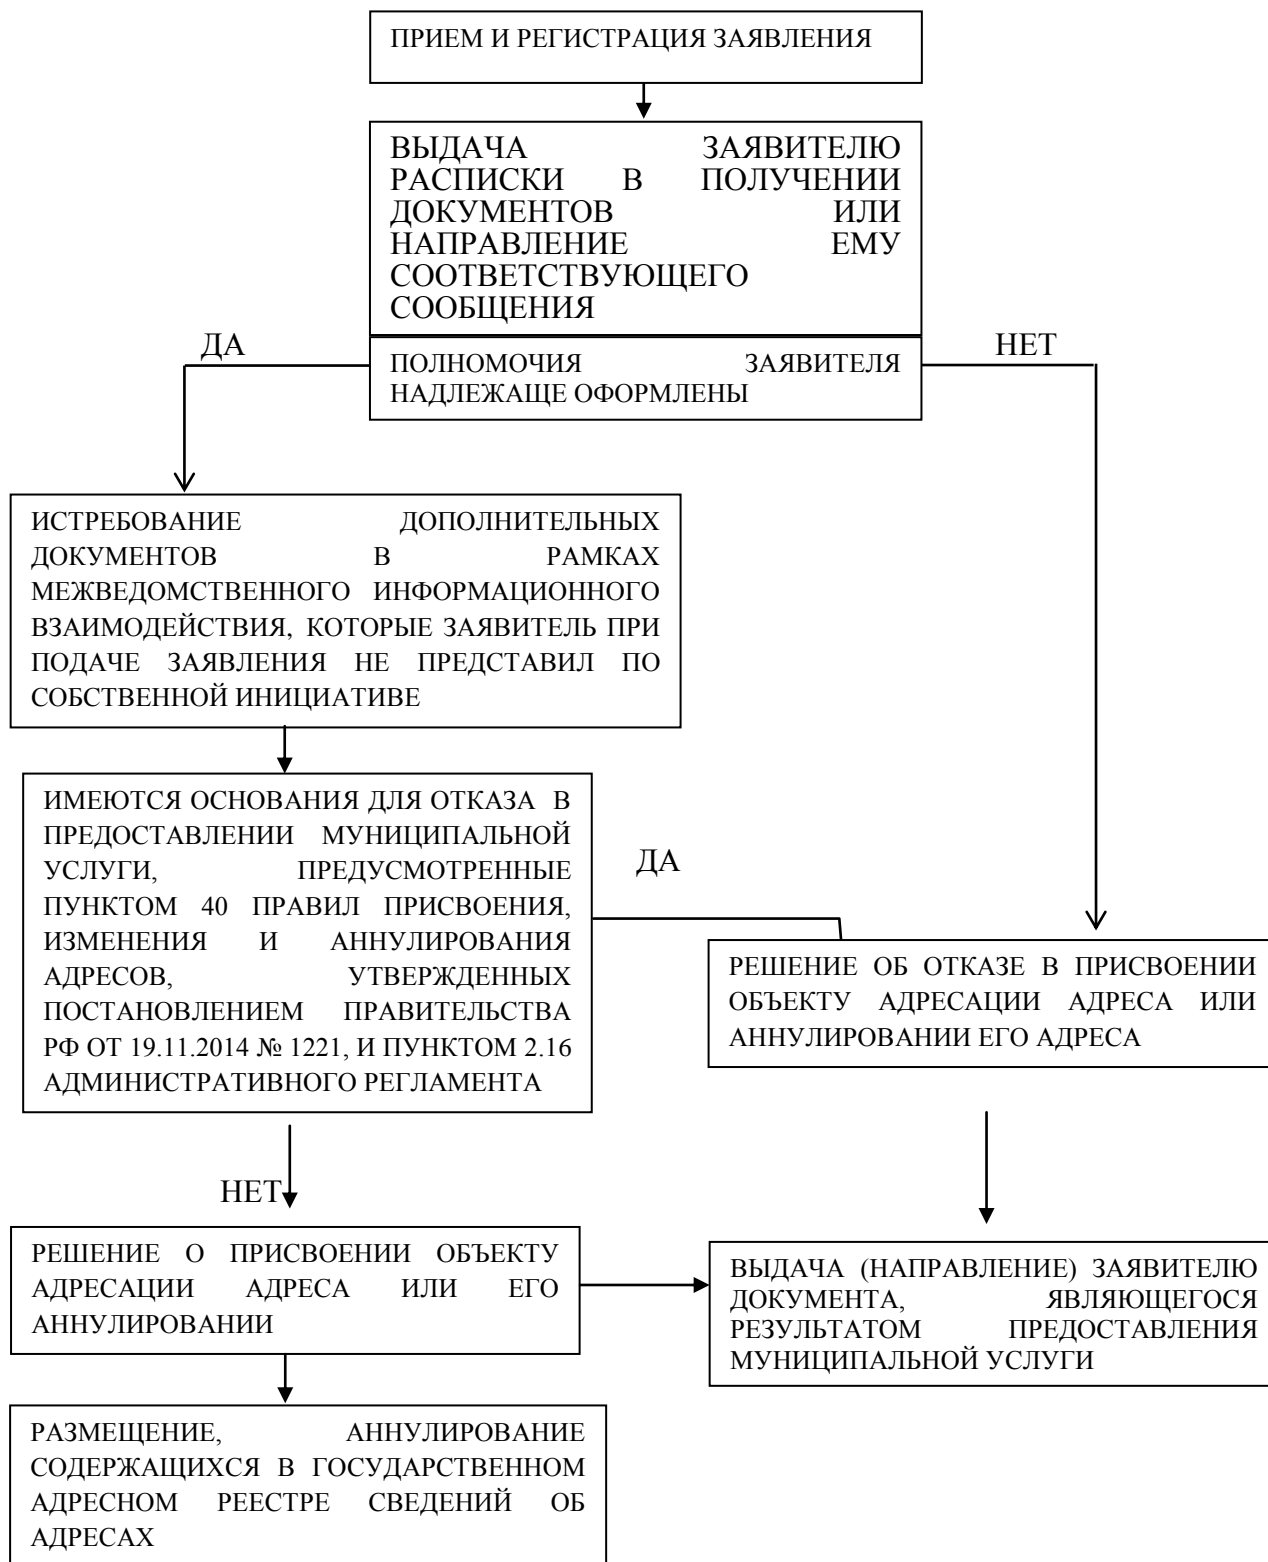 ПРИЕМ И РЕГИСТРАЦИЯ ЗАЯВЛЕНИЯ
ВЫДАЧА ЗАЯВИТЕЛЮ
РАСПИСКИ В ПОЛУЧЕНИИ
ДОКУМЕНТОВ ИЛИ
НАПРАВЛЕНИЕ ЕМУ
СООТВЕТСТВУЮЩЕГО
СООБЩЕНИЯ
ДА
НЕТ
ПОЛНОМОЧИЯ ЗАЯВИТЕЛЯ
НАДЛЕЖАЩЕ ОФОРМЛЕНЫ
ИСТРЕБОВАНИЕ ДОПОЛНИТЕЛЬНЫХ
ДОКУМЕНТОВ В РАМКАХ
МЕЖВЕДОМСТВЕННОГО ИНФОРМАЦИОННОГО
ВЗАИМОДЕЙСТВИЯ, КОТОРЫЕ ЗАЯВИТЕЛЬ ПРИ
ПОДАЧЕ ЗАЯВЛЕНИЯ НЕ ПРЕДСТАВИЛ ПО
СОБСТВЕННОЙ ИНИЦИАТИВЕ
ИМЕЮТСЯ ОСНОВАНИЯ ДЛЯ ОТКАЗА В
ПРЕДОСТАВЛЕНИИ МУНИЦИПАЛЬНОЙ
УСЛУГИ, ПРЕДУСМОТРЕННЫЕ
ПУНКТОМ 40 ПРАВИЛ ПРИСВОЕНИЯ,
ИЗМЕНЕНИЯ И АННУЛИРОВАНИЯ
АДРЕСОВ, УТВЕРЖДЕННЫХ
ПОСТАНОВЛЕНИЕМ ПРАВИТЕЛЬСТВА
РФ ОТ 19.11.2014 № 1221, И ПУНКТОМ 2.16
АДМИНИСТРАТИВНОГО РЕГЛАМЕНТА
ДА
РЕШЕНИЕ ОБ ОТКАЗЕ В ПРИСВОЕНИИ
ОБЪЕКТУ АДРЕСАЦИИ АДРЕСА ИЛИ
АННУЛИРОВАНИИ ЕГО АДРЕСА
НЕТ
РЕШЕНИЕ О ПРИСВОЕНИИ ОБЪЕКТУ
АДРЕСАЦИИ АДРЕСА ИЛИ ЕГО
АННУЛИРОВАНИИ
ВЫДАЧА (НАПРАВЛЕНИЕ) ЗАЯВИТЕЛЮ
ДОКУМЕНТА, ЯВЛЯЮЩЕГОСЯ
РЕЗУЛЬТАТОМ ПРЕДОСТАВЛЕНИЯ
МУНИЦИПАЛЬНОЙ УСЛУГИ
РАЗМЕЩЕНИЕ, АННУЛИРОВАНИЕ
СОДЕРЖАЩИХСЯ В ГОСУДАРСТВЕННОМ
АДРЕСНОМ РЕЕСТРЕ СВЕДЕНИЙ ОБ
АДРЕСАХ